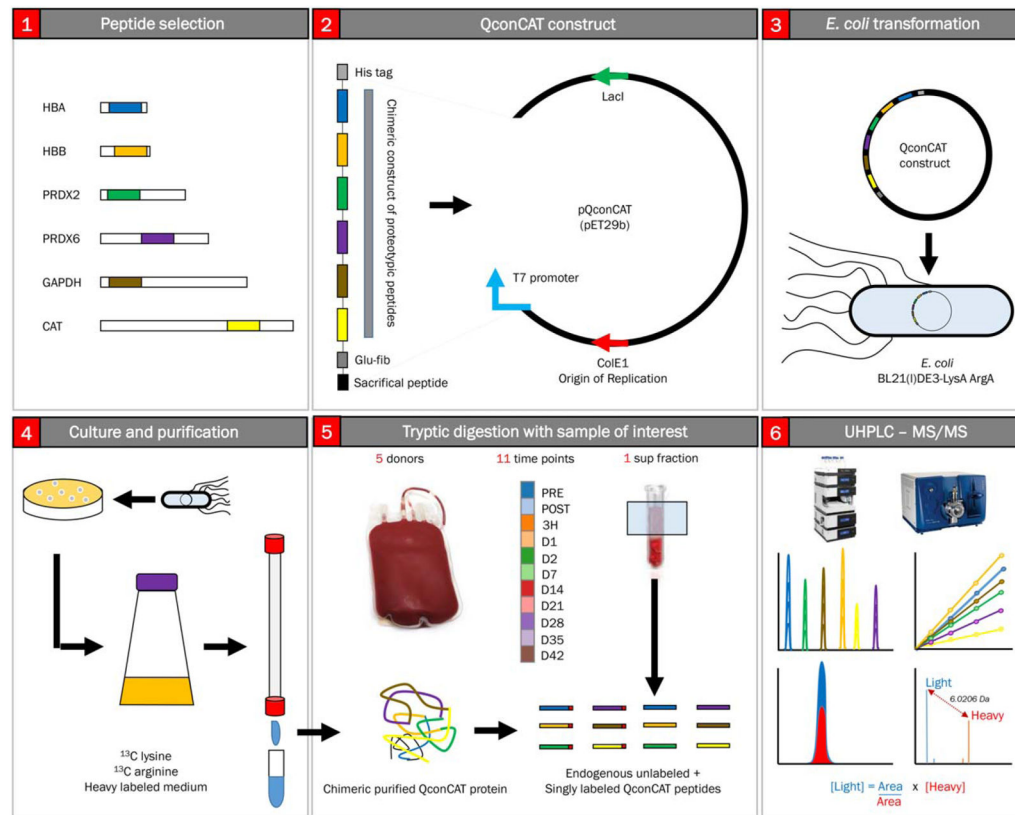 1 Peptide selection
HBA
HBB
PRDX2
PRDX6
GAPDH
CAT
2 QconCAT construct
His tag
Chimeric construct of proteotypic peptides
Glu-fib
Sacrifical peptide
LacI
pQconCAT
(pET29b)
T7 promoter
ColE1
Origin of Replication
3 E. coli transformation
QconCAT
construct
E. coli
BL21(l)DE3-LysA ArgA
4 Culture and purification
13C lysine
13C arginine
Heavy labeled medium
5 Tryptic digestion with sample of interest
5 donors
11 time points
1 sup fraction
PRE
POST
3H
D1
D2
D7
D14
D21
D28
D35
D42
Chimeric purified QconCAT protein
Endogenous unlabeled +
Singly labeled QconCAT peptides
6 UHPLC – MS/MS
Light
6.0206 Da
Heavy
[Light] = Area x [Heavy]
Area